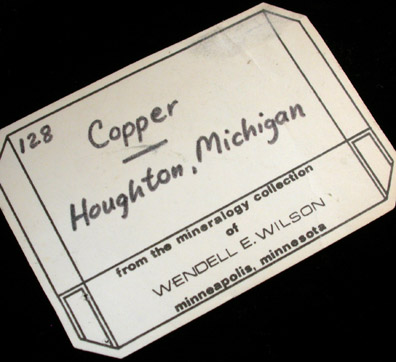 128
Copper
Houghton, Michigan
from the mineralogy collection
of
WENDELL E. WILSON
minneapolis, minnesota